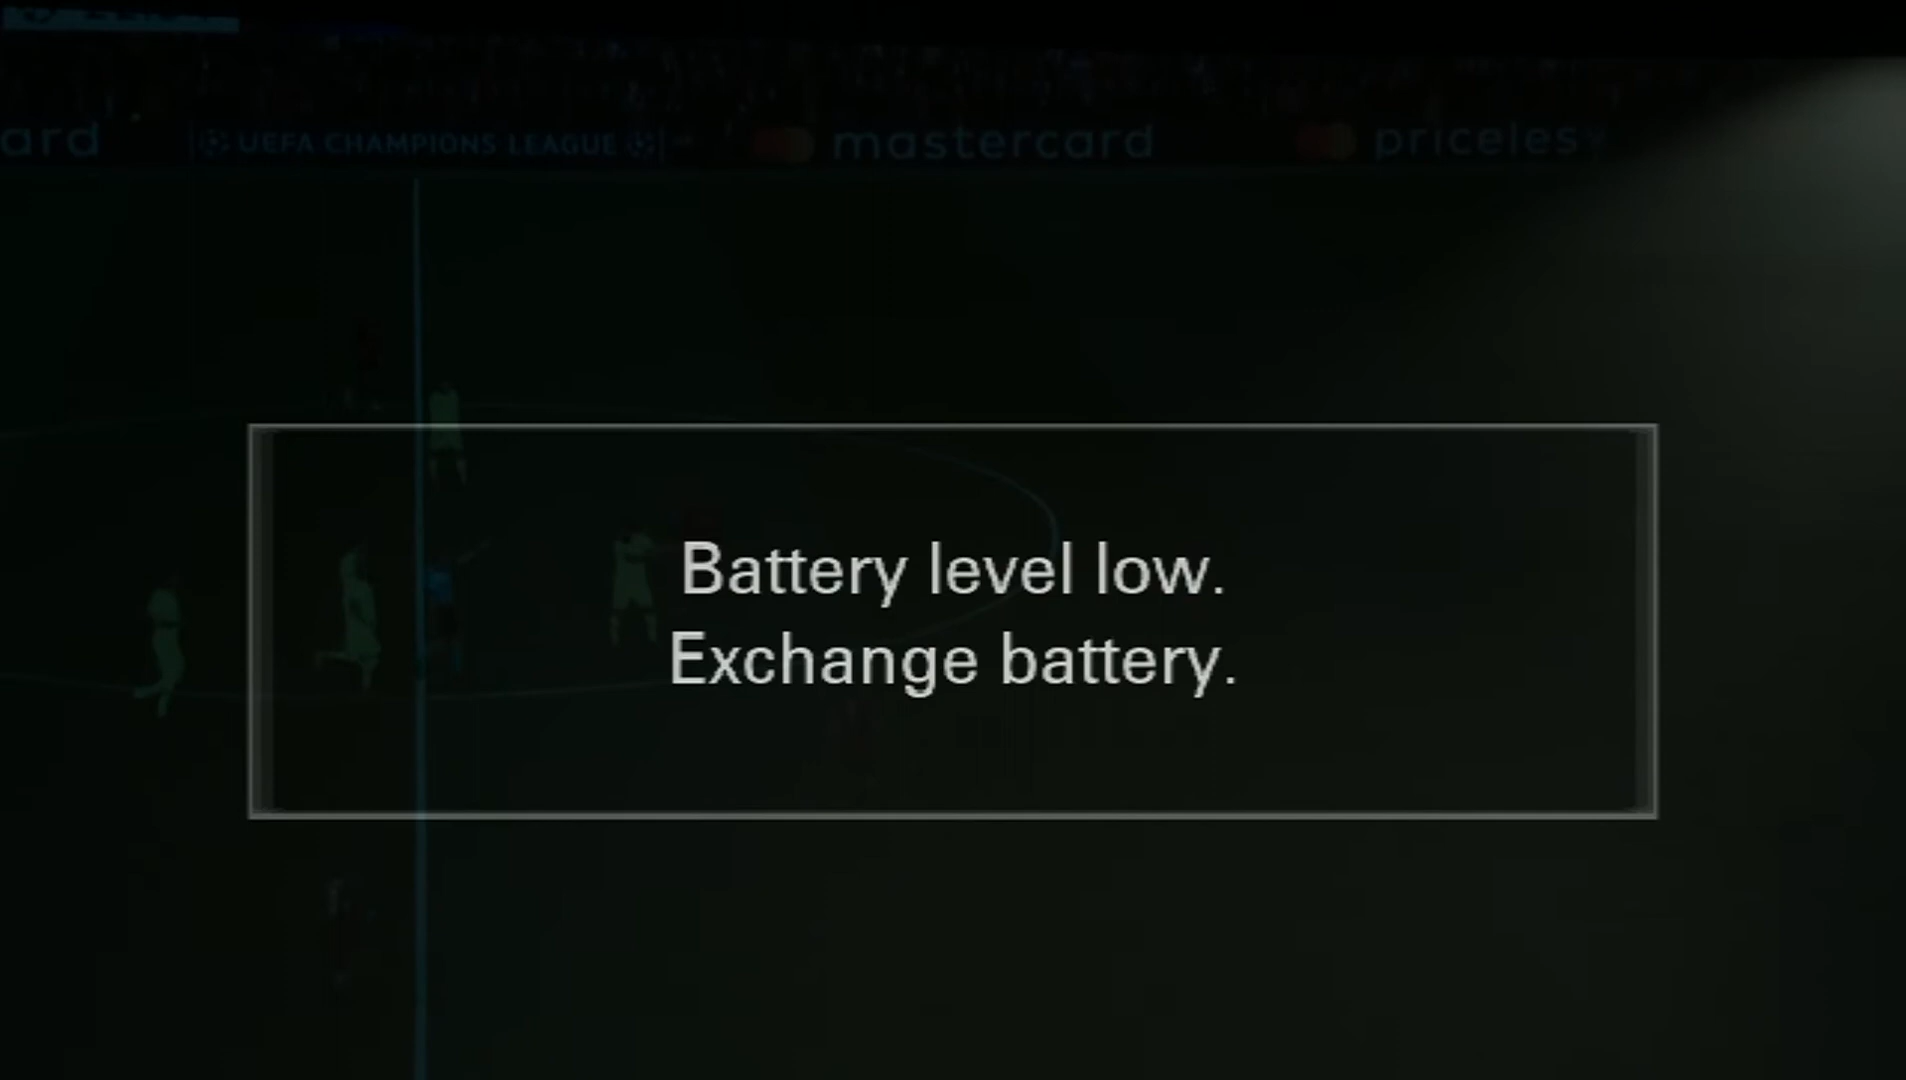 ard
UEFA CHAMPIONS LEAGUE
mastercard
priceles
Battery level low.
Exchange battery.